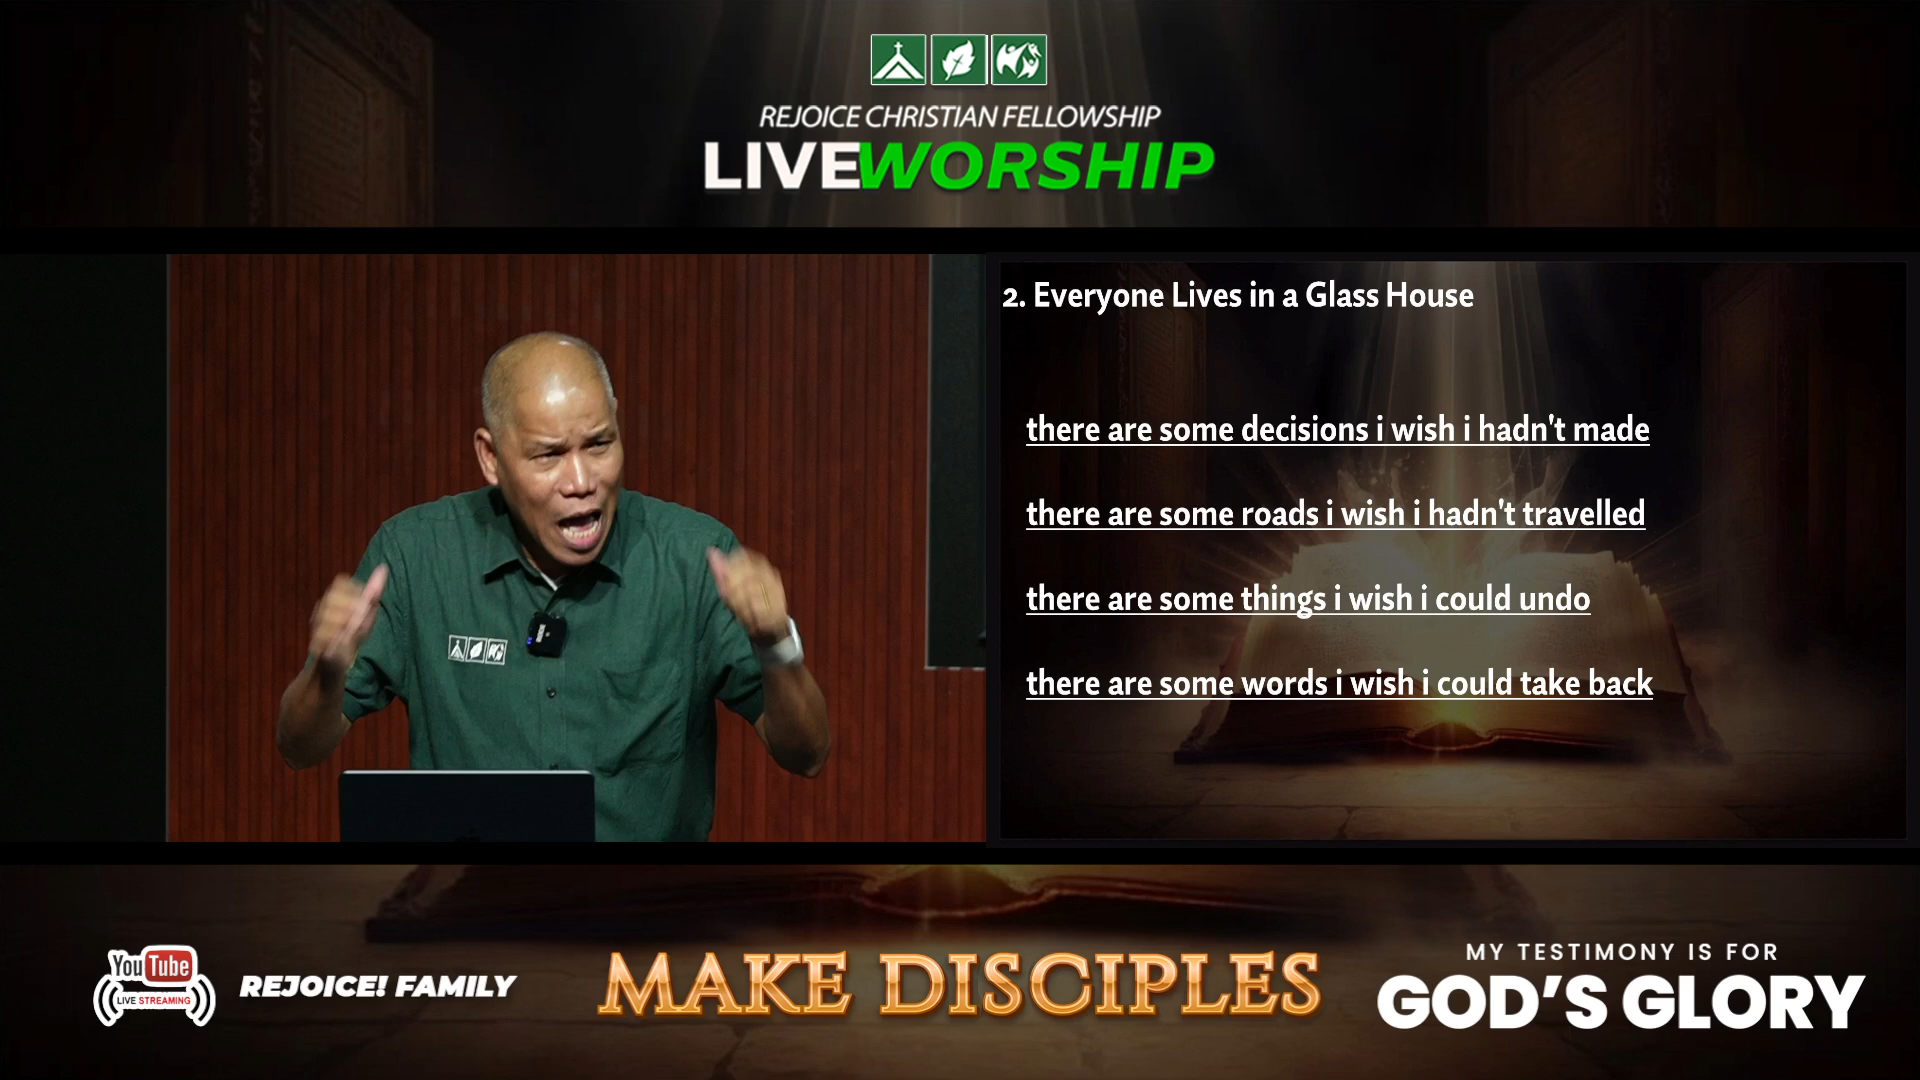 REJOICE CHRISTIAN FELLOWSHIP
LIVEWORSHIP
2. Everyone Lives in a Glass House
there are some decisions i wish i hadn't made
there are some roads i wish i hadn't travelled
there are some things i wish i could undo
there are some words i wish i could take back
YouTube
LIVE STREAMING
REJOICE! FAMILY
MAKE DISCIPLES
MY TESTIMONY IS FOR
GOD'S GLORY